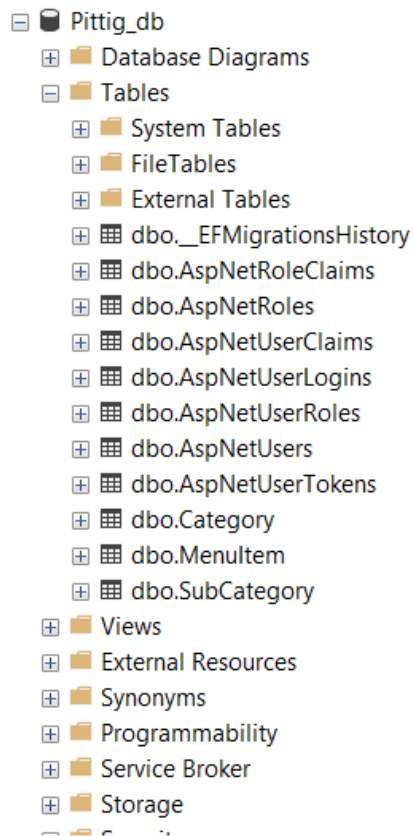 Pittig_db
Database Diagrams
Tables
System Tables
FileTables
External Tables
dbo.__EFMigrationsHistory
dbo.AspNetRoleClaims
dbo.AspNetRoles
dbo.AspNetUserClaims
dbo.AspNetUserLogins
dbo.AspNetUserRoles
dbo.AspNetUsers
dbo.AspNetUserTokens
dbo.Category
dbo.MenuItem
dbo.SubCategory
Views
External Resources
Synonyms
Programmability
Service Broker
Storage